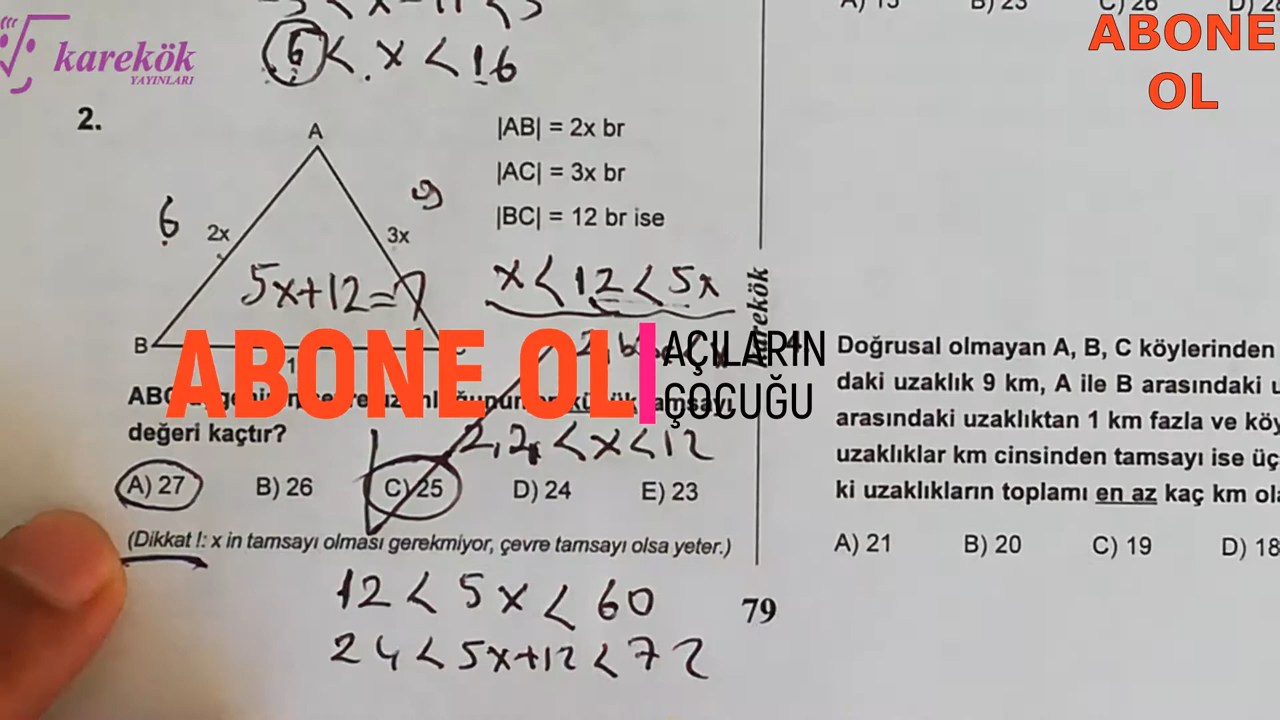 6 < x < 16
karekök
YAYINLARI
ABONE
OL
2.
A
|AB| = 2x br
|AC| = 3x br
|BC| = 12 br ise
6
2x
9
3x
5x+12=?
x < 12 < 5x
B
karekök
ABONE OL
AÇILARIN
ÇOCUĞU
değeri kaçtır?
2,2 < x < 12
A) 27 B) 26 C) 25 D) 24 E) 23
(Dikkat !: x in tamsayı olması gerekmiyor, çevre tamsayı olsa yeter.)
12 < 5x < 60
24 < 5x+12 < 72
79
Doğrusal olmayan A, B, C köylerinden
daki uzaklık 9 km, A ile B arasındaki
arasındaki uzaklıktan 1 km fazla ve
uzaklıklar km cinsinden tamsayı ise
ki uzaklıkların toplamı en az kaç km
A) 21 B) 20 C) 19 D) 18